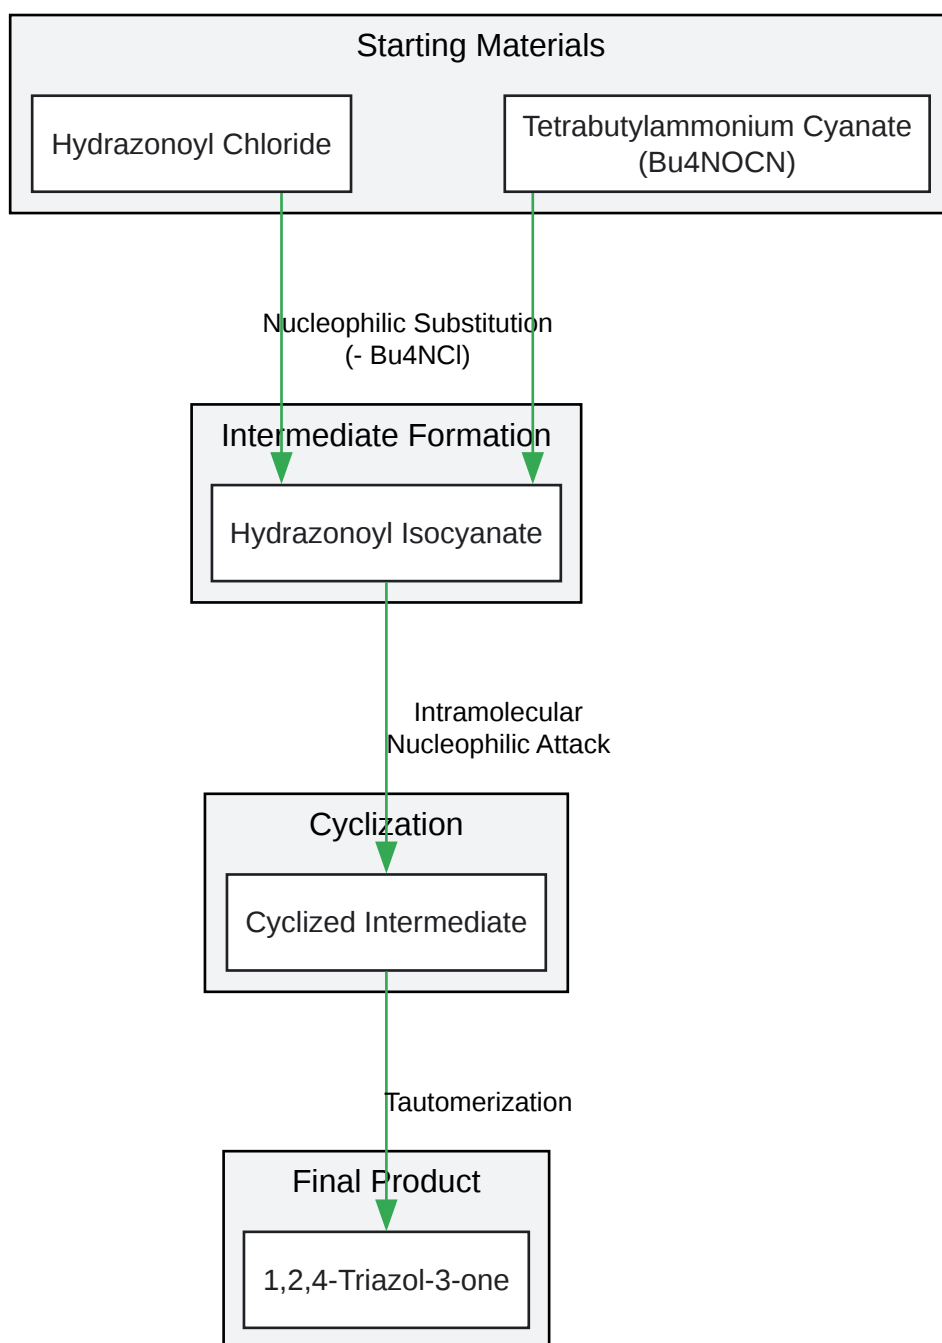 Starting Materials
Hydrazonoyl Chloride
Tetrabutylammonium Cyanate
(Bu4NOCN)
Nucleophilic Substitution
(- Bu4NCl)
Intermediate Formation
Hydrazonoyl Isocyanate
Intramolecular
Nucleophilic Attack
Cyclization
Cyclized Intermediate
Tautomerization
Final Product
1,2,4-Triazol-3-one